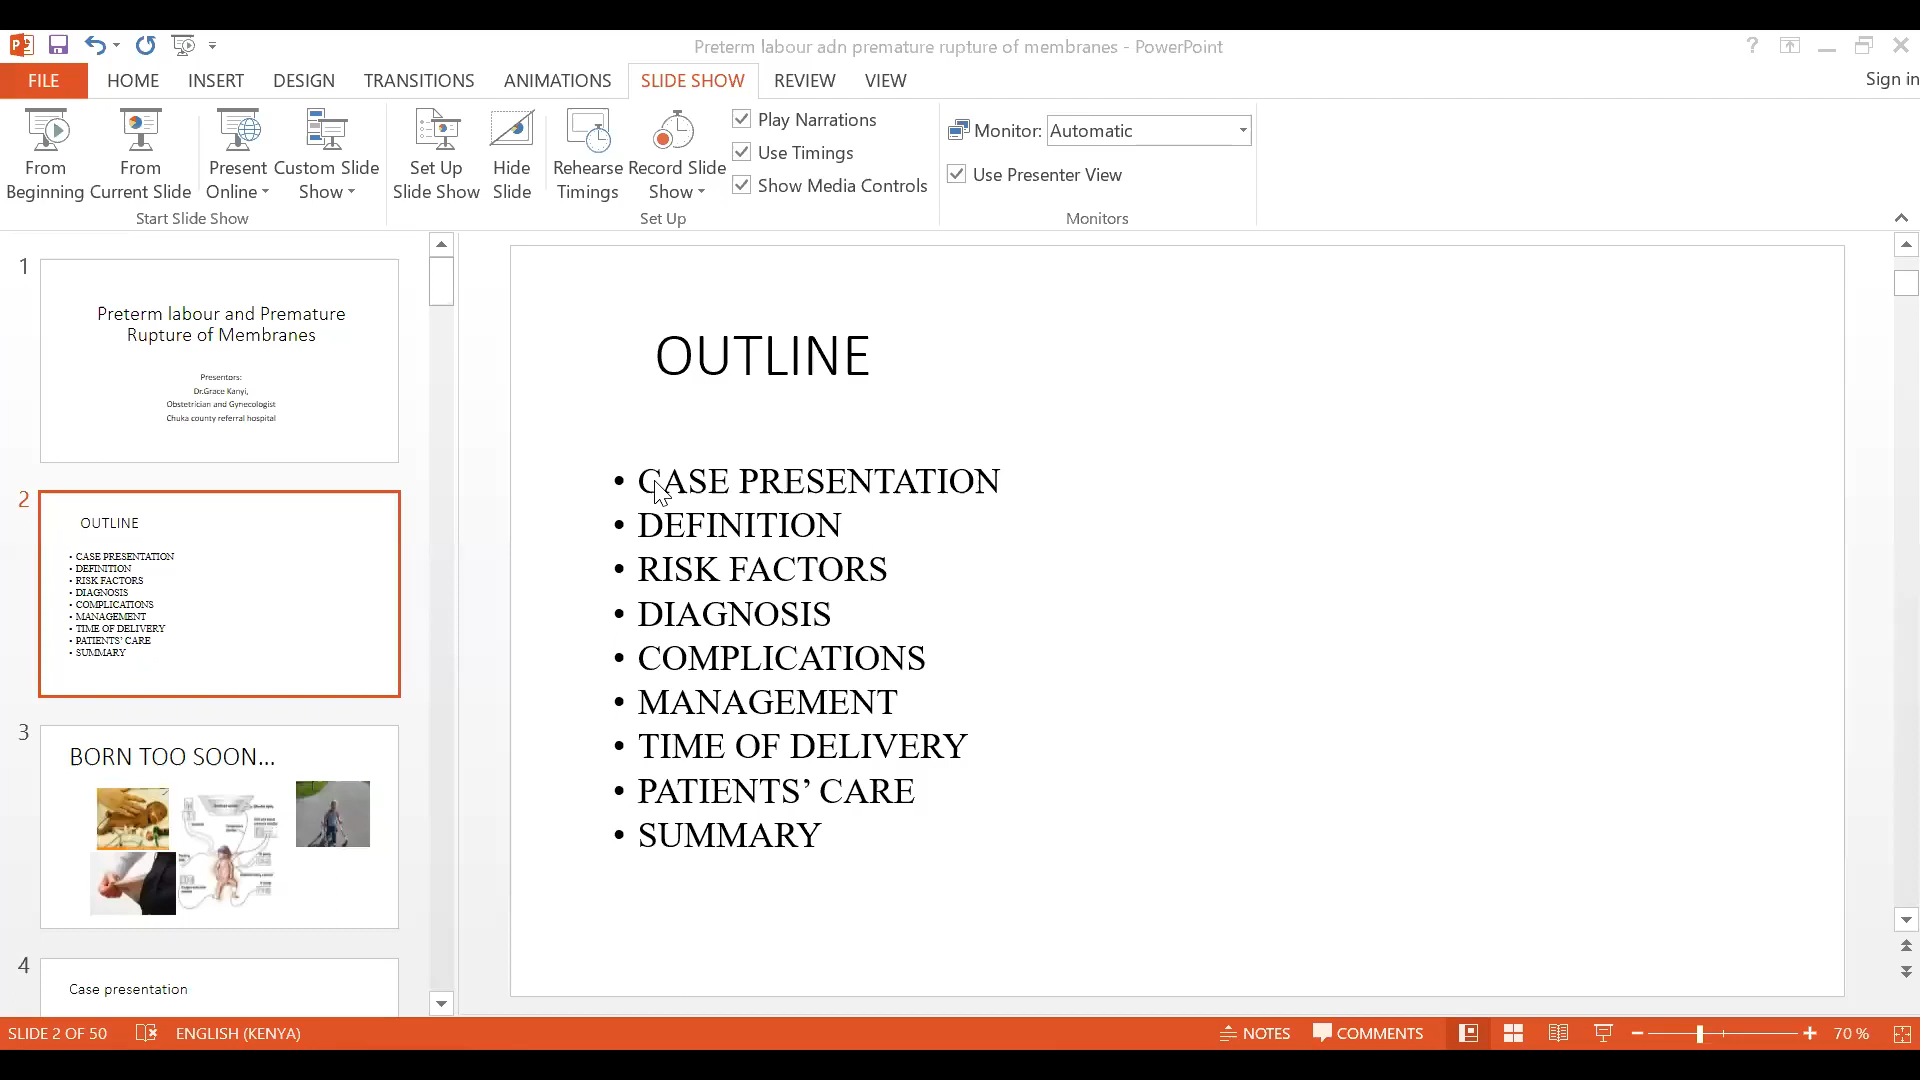 Preterm labour adn premature rupture of membranes - PowerPoint
FILE HOME INSERT DESIGN TRANSITIONS ANIMATIONS SLIDE SHOW REVIEW VIEW Sign in
From Beginning
From Current Slide
Present Online
Custom Slide Show
Set Up Slide Show
Hide Slide
Rehearse Timings
Record Slide Show
Play Narrations
Use Timings
Show Media Controls
Monitor: Automatic
Use Presenter View
Start Slide Show
Set Up
Monitors
1
Preterm labour and Premature
Rupture of Membranes
Presentors:
Dr.Grace Kanyi,
Obstetrician and Gynecologist
Chuka county referral hospital
2
OUTLINE
• CASE PRESENTATION
• DEFINITION
• RISK FACTORS
• DIAGNOSIS
• COMPLICATIONS
• MANAGEMENT
• TIME OF DELIVERY
• PATIENTS’ CARE
• SUMMARY
3
BORN TOO SOON...
4
Case presentation
OUTLINE
• CASE PRESENTATION
• DEFINITION
• RISK FACTORS
• DIAGNOSIS
• COMPLICATIONS
• MANAGEMENT
• TIME OF DELIVERY
• PATIENTS’ CARE
• SUMMARY
SLIDE 2 OF 50 ENGLISH (KENYA) NOTES COMMENTS 70 %